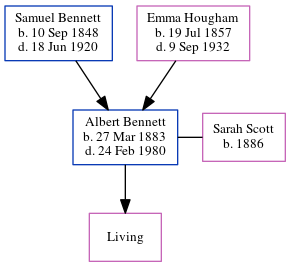 Samuel Bennett
b. 10 Sep 1848
d. 18 Jun 1920
Emma Hougham
b. 19 Jul 1857
d. 9 Sep 1932
Albert Bennett
b. 27 Mar 1883
d. 24 Feb 1980
Sarah Scott
b. 1886
Living